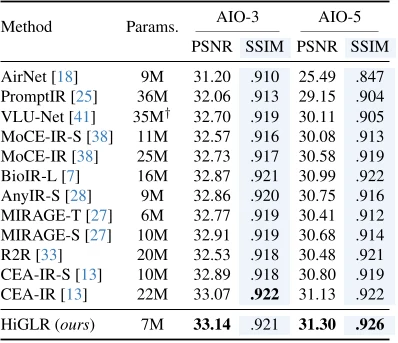 Method Params. AIO-3 AIO-5
PSNR SSIM PSNR SSIM
AirNet [18] 9M 31.20 .910 25.49 .847
PromptIR [25] 36M 32.06 .913 29.15 .904
VLU-Net [41] 35M† 32.70 .919 30.11 .905
MoCE-IR-S [38] 11M 32.57 .916 30.08 .913
MoCE-IR [38] 25M 32.73 .917 30.58 .919
BioIR-L [7] 16M 32.87 .921 30.99 .922
AnyIR-S [28] 9M 32.86 .920 30.75 .916
MIRAGE-T [27] 6M 32.77 .919 30.41 .912
MIRAGE-S [27] 10M 32.91 .919 30.68 .914
R2R [33] 20M 32.53 .918 30.48 .921
CEA-IR-S [13] 10M 32.89 .918 30.80 .919
CEA-IR [13] 22M 33.07 .922 31.13 .922
HiGLR (ours) 7M 33.14 .921 31.30 .926